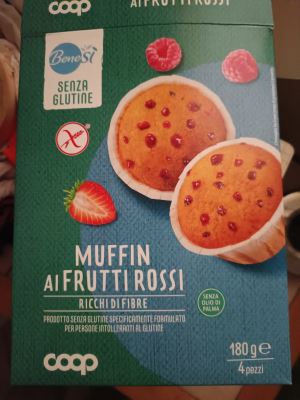 coop
AI FRUTTI ROSSI
BeneSÌ
SENZA
GLUTINE
MUFFIN
AI FRUTTI ROSSI
RICCHI DI FIBRE
PRODOTTO SENZA GLUTINE SPECIFICAMENTE FORMULATO
PER PERSONE INTOLLERANTI AL GLUTINE
SENZA
OLIO DI
PALMA
coop
180 g e
4 pezzi